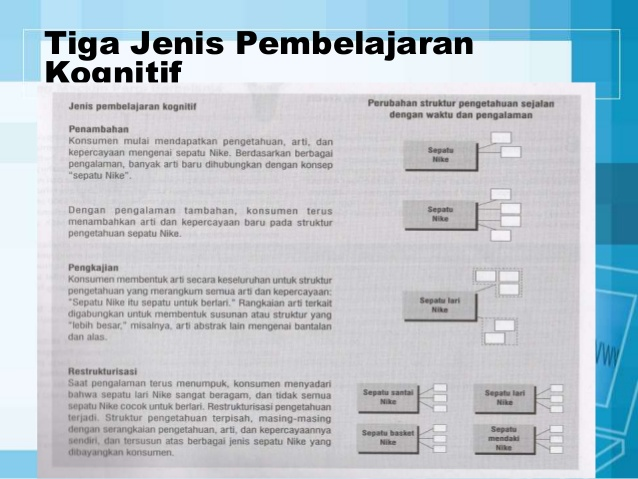 Tiga Jenis Pembelajaran
Kognitif
Jenis pembelajaran kognitif
Perubahan struktur pengetahuan sejalan
dengan waktu dan pengalaman
Penambahan
Konsumen mulai mendapatkan pengetahuan, arti, dan
kepercayaan mengenai sepatu Nike. Berdasarkan berbagai
pengalaman, banyak arti baru dihubungkan dengan konsep
"sepatu Nike".
Sepatu
Nike
Dengan pengalaman tambahan, konsumen terus
menambahkan arti dan kepercayaan baru pada struktur
pengetahuan sepatu Nike.
Sepatu
Nike
Pengkajian
Konsumen membentuk arti secara keseluruhan untuk struktur
pengetahuan yang merangkum semua arti dan kepercayaan:
"Sepatu Nike itu sepatu untuk berlari." Rangkaian arti terkait
digabungkan untuk membentuk susunan atau struktur yang
"lebih besar," misalnya, arti abstrak lain mengenai bantalan
dan alas.
Sepatu lari
Nike
Restrukturisasi
Saat pengalaman terus menumpuk, konsumen menyadari
bahwa sepatu lari Nike sangat beragam, dan tidak semua
sepatu Nike cocok untuk berlari. Restrukturisasi pengetahuan
terjadi. Struktur pengetahuan terpisah, masing-masing
dengan serangkaian pengetahuan, arti, dan kepercayaannya
sendiri, dan tersusun atas berbagai jenis sepatu Nike yang
dibayangkan konsumen.
Sepatu santai
Nike
Sepatu lari
Nike
Sepatu basket
Nike
Sepatu
mendaki
Nike